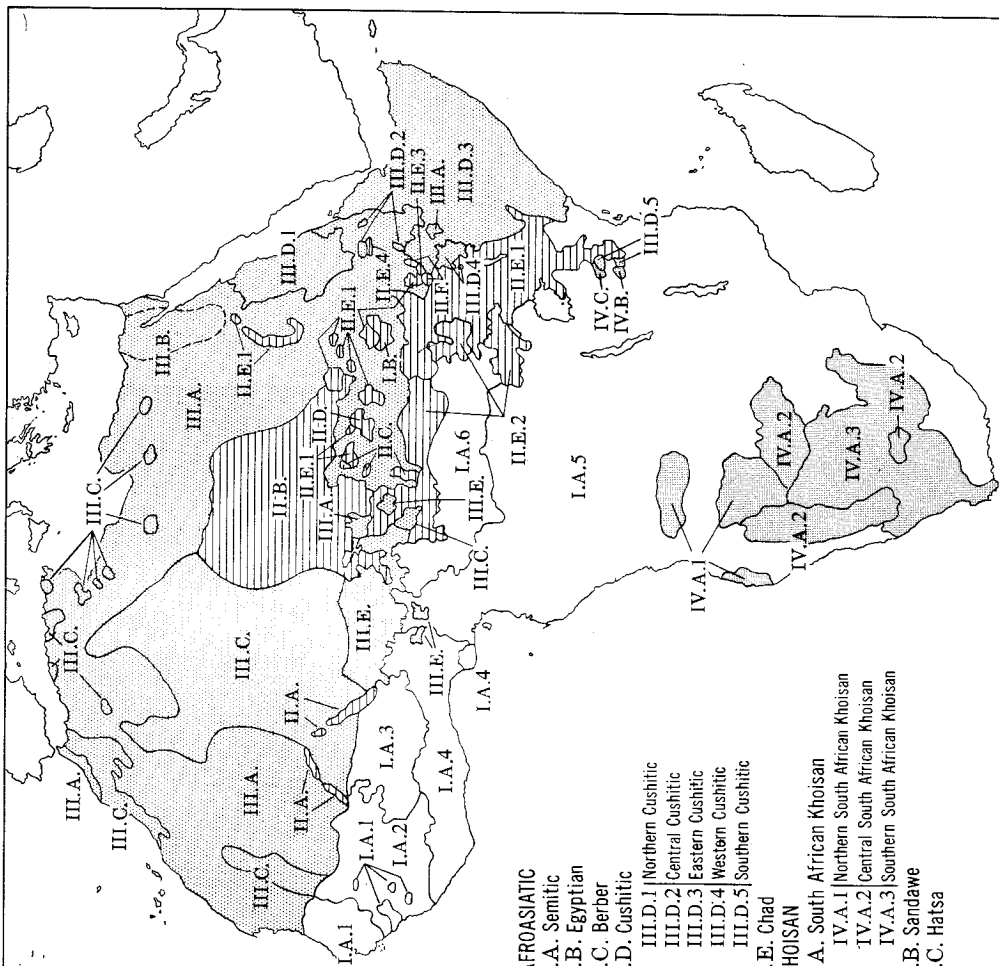 III.A.
III.C.
III.C.
III.C.
III.A.
III.C.
III.B.
III.A.
II.E.1
III.D.1
III.C.
III.A.
II.A.
II.A.
III.E.
III.E.
II.B.
II.E.1
II.D.
II.C.
III.A.
III.E.
III.C.
II.E.1
I.B.
II.E.4
II.F.
III.D.4
III.D.2
II.E.3
III.A.
III.D.3
II.E.1
II.E.2
I.A.1
I.A.1
I.A.2
I.A.3
I.A.4
I.A.4
I.A.6
I.A.5
IV.C.
IV.B.
III.D.5
IV.A.1
IV.A.2
IV.A.2
IV.A.3
IV.A.2
FROASIATIC
I.A. Semitic
I.B. Egyptian
I.C. Berber
I.D. Cushitic
III.D.1 Northern Cushitic
III.D.2 Central Cushitic
III.D.3 Eastern Cushitic
III.D.4 Western Cushitic
III.D.5 Southern Cushitic
.E. Chad
HOISAN
A. South African Khoisan
IV.A.1 Northern South African Khoisan
IV.A.2 Central South African Khoisan
IV.A.3 Southern South African Khoisan
.B. Sandawe
.C. Hatsa